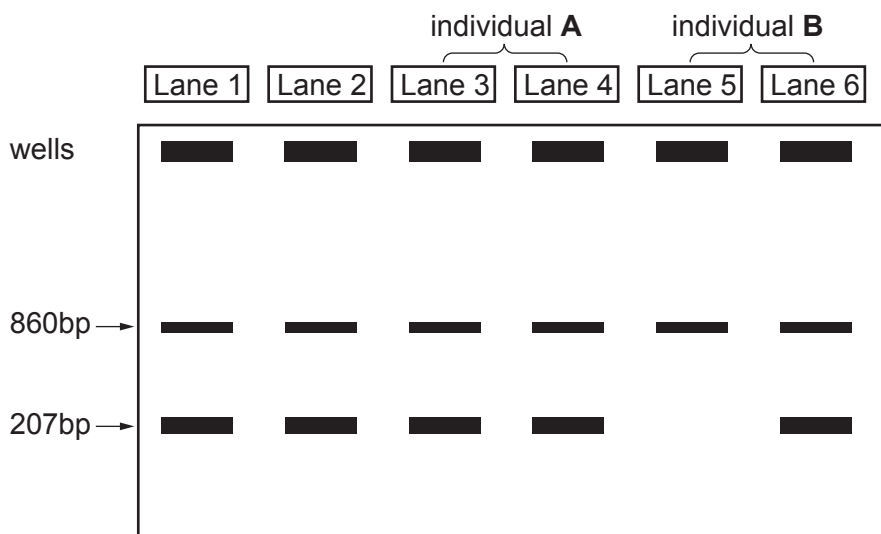 individual A individual B
Lane 1 Lane 2 Lane 3 Lane 4 Lane 5 Lane 6
wells
860bp
207bp